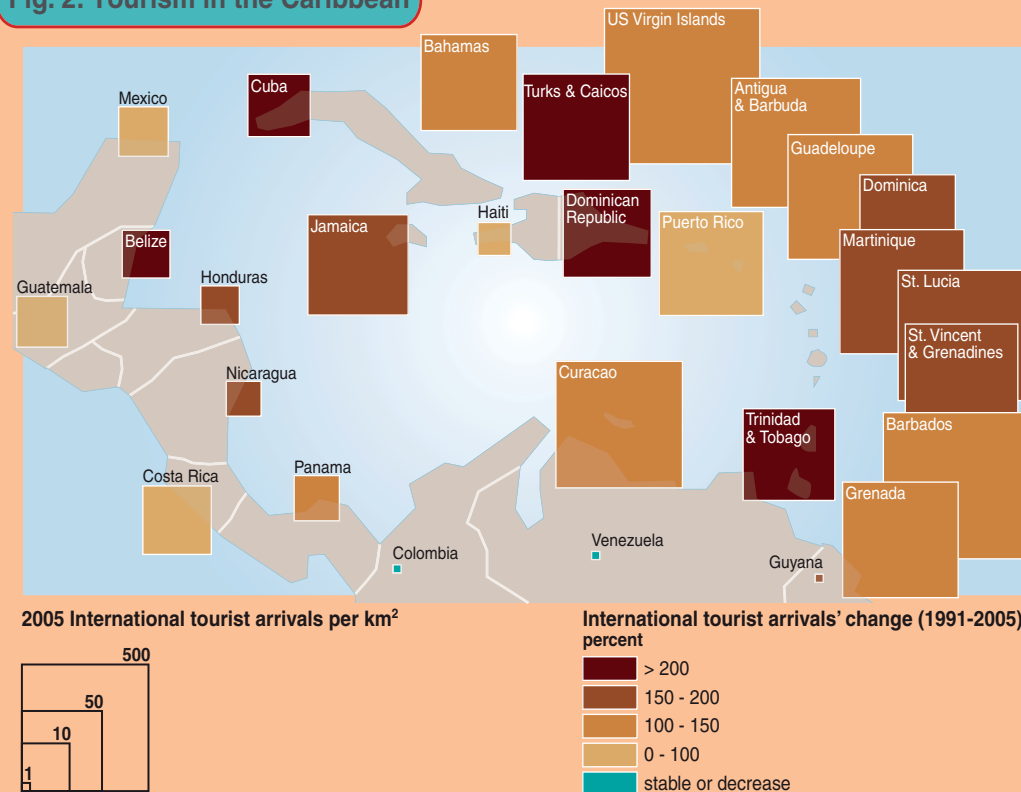 Fig. 2: Tourism in the Caribbean
US Virgin Islands
Bahamas
Cuba
Turks & Caicos
Antigua
& Barbuda
Mexico
Guadeloupe
Dominica
Dominican
Republic
Haiti
Puerto Rico
Jamaica
Belize
Martinique
Honduras
St. Lucia
Guatemala
St. Vincent
& Grenadines
Nicaragua
Curacao
Trinidad
& Tobago
Barbados
Panama
Costa Rica
Grenada
Colombia
Venezuela
Guyana
2005 International tourist arrivals per km²
500
50
10
1
International tourist arrivals' change (1991-2005)
percent
> 200
150 - 200
100 - 150
0 - 100
stable or decrease